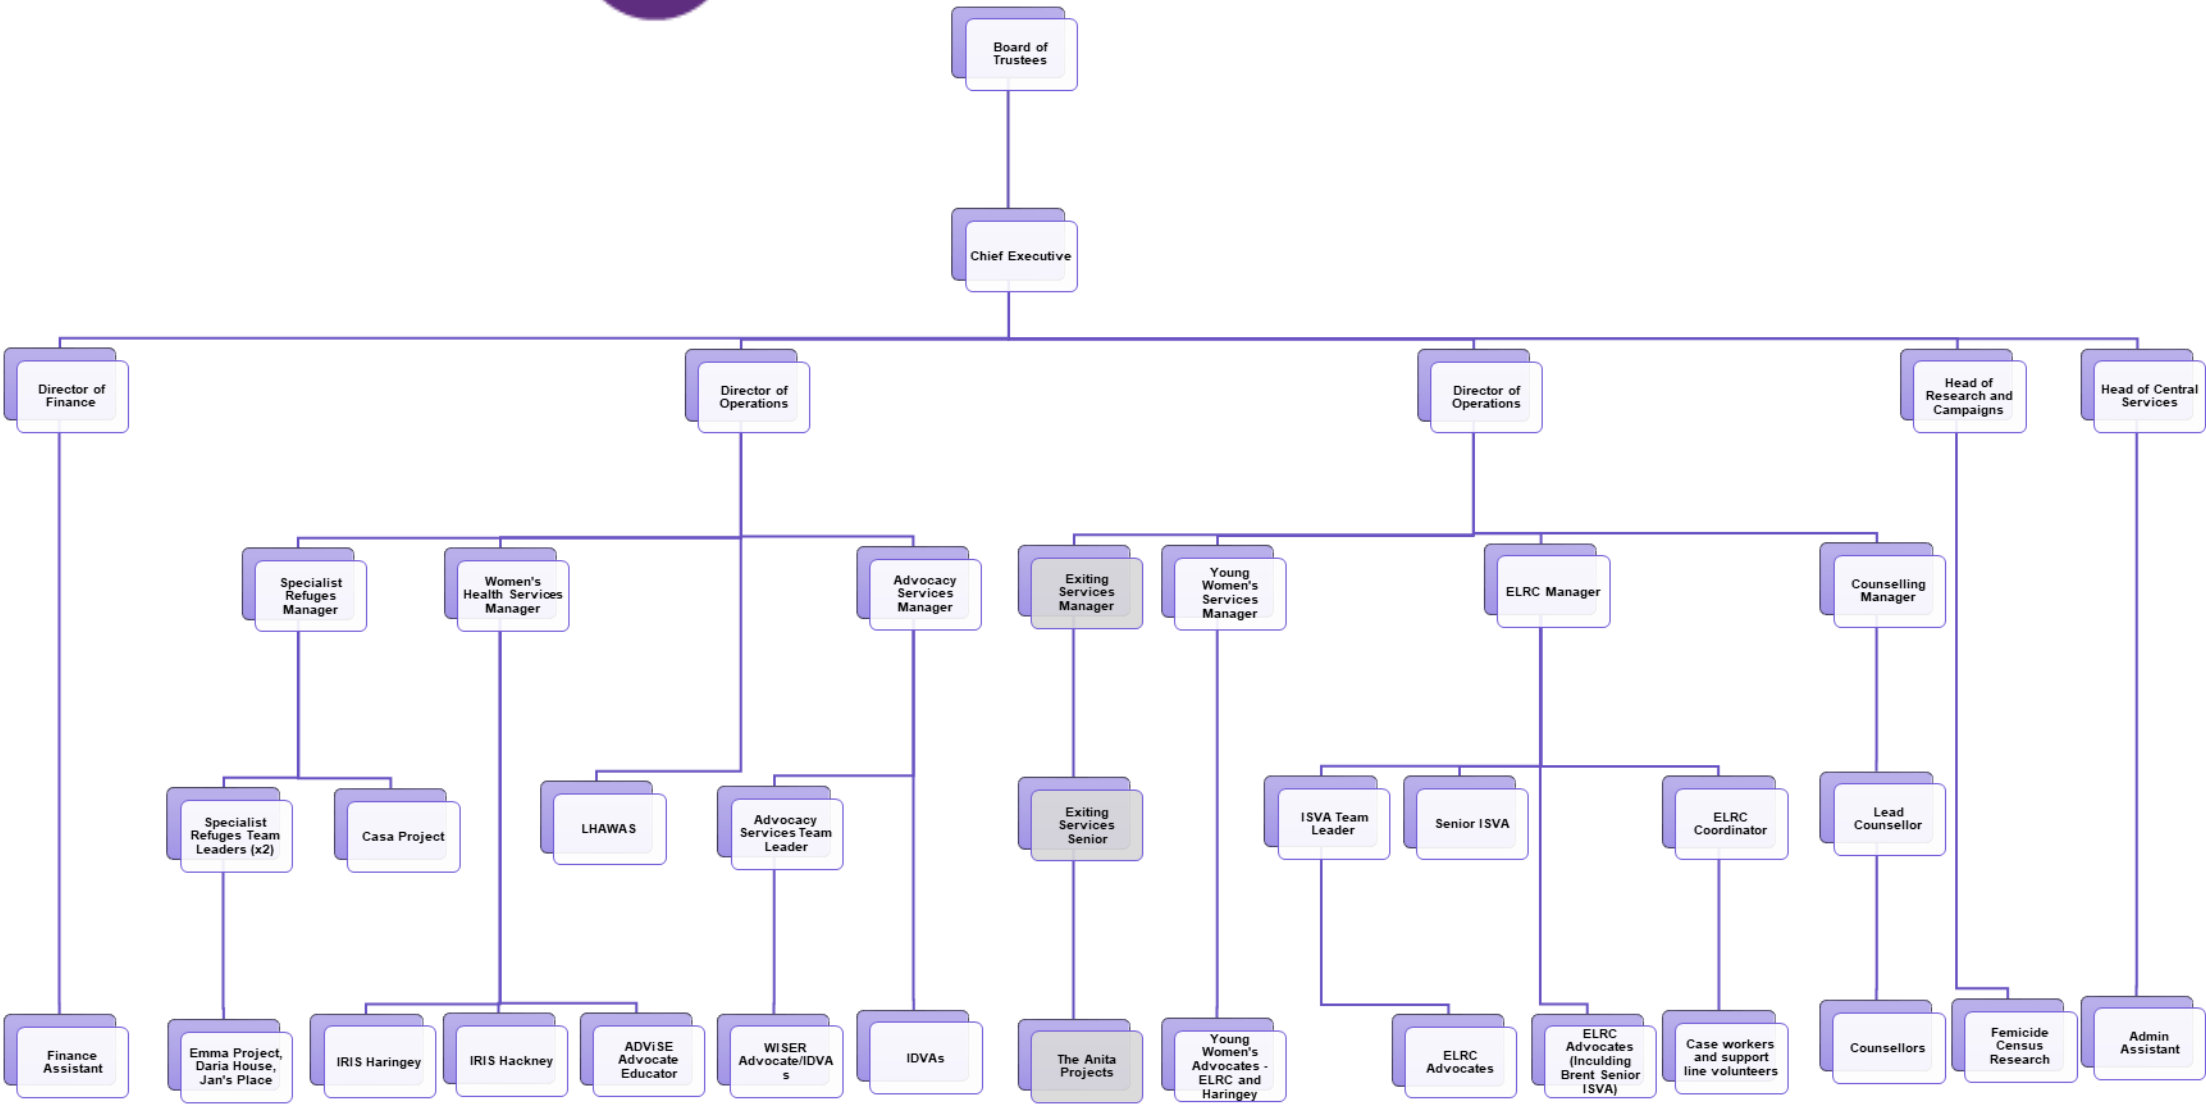 Board of
Trustees
Chief Executive
Director of
Finance
Director of
Operations
Director of
Operations
Head of
Research and
Campaigns
Head of Central
Services
Specialist
Refuges
Manager
Women's
Health Services
Manager
Advocacy
Services
Manager
Exiting
Services
Manager
Young
Women's
Services
Manager
ELRC Manager
Counselling
Manager
Specialist
Refuges Team
Leaders (x2)
Casa Project
LHAWAS
Advocacy
Services Team
Leader
Exiting
Services
Senior
ISVA Team
Leader
Senior ISVA
ELRC
Coordinator
Lead
Counsellor
Finance
Assistant
Emma Project,
Daria House,
Jan's Place
IRIS Haringey
IRIS Hackney
ADViSE
Advocate
Educator
WISER
Advocate/IDVA
s
IDVAs
The Anita
Projects
Young
Women's
Advocates -
ELRC and
Haringey
ELRC
Advocates
ELRC
Advocates
(Inculding
Brent Senior
ISVA)
Case workers
and support
line volunteers
Counsellors
Femicide
Census
Research
Admin
Assistant